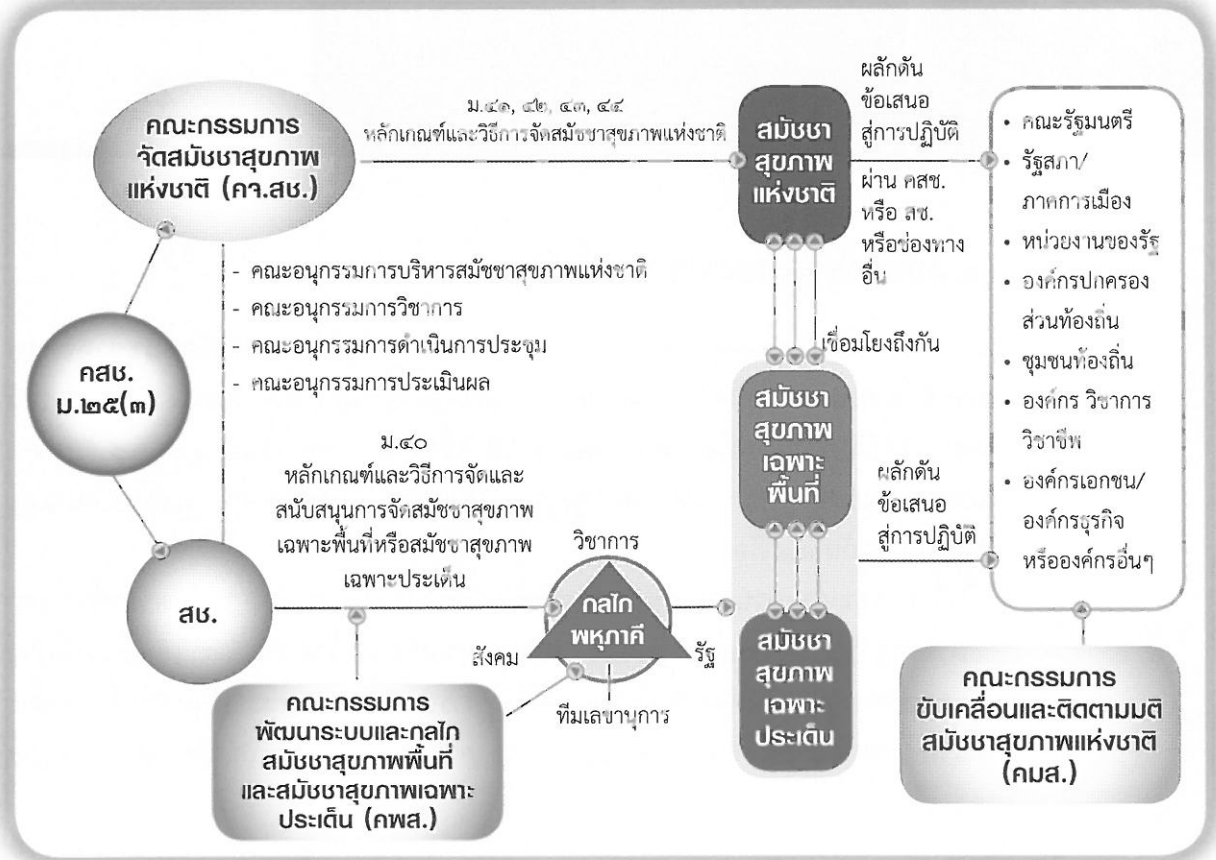 คณะกรรมการ
จัดสมัชชาสุขภาพ
แห่งชาติ (คจ.สช.)
ม.๔๑, ๔๒, ๔๓, ๔๕
หลักเกณฑ์และวิธีการจัดสมัชชาสุขภาพแห่งชาติ
สมัชชา
สุขภาพ
แห่งชาติ
ผลักดัน
ข้อเสนอ
สู่การปฏิบัติ
ผ่าน คสช.
หรือ สช.
หรือช่องทาง
อื่น
• คณะรัฐมนตรี
• รัฐสภา/
ภาคการเมือง
• หน่วยงานของรัฐ
• องค์กรปกครอง
ส่วนท้องถิ่น
• ชุมชนท้องถิ่น
• องค์กร วิชาการ
วิชาชีพ
• องค์กรเอกชน/
องค์กรธุรกิจ
หรือองค์กรอื่นๆ
- คณะอนุกรรมการบริหารสมัชชาสุขภาพแห่งชาติ
- คณะอนุกรรมการวิชาการ
- คณะอนุกรรมการดำเนินการประชุม
- คณะอนุกรรมการประเมินผล
คสช.
ม.๒๕(๓)
เชื่อมโยงถึงกัน
สมัชชา
สุขภาพ
เฉพาะ
พื้นที่
ม.๔๐
หลักเกณฑ์และวิธีการจัดและ
สนับสนุนการจัดสมัชชาสุขภาพ
เฉพาะพื้นที่หรือสมัชชาสุขภาพ
เฉพาะประเด็น
ผลักดัน
ข้อเสนอ
สู่การปฏิบัติ
สช.
วิชาการ
กลไก
พหุภาคี
สังคม
รัฐ
ทีมเลขานุการ
สมัชชา
สุขภาพ
เฉพาะ
ประเด็น
คณะกรรมการ
พัฒนาระบบและกลไก
สมัชชาสุขภาพพื้นที่
และสมัชชาสุขภาพเฉพาะ
ประเด็น (คพส.)
คณะกรรมการ
ขับเคลื่อนและติดตามมติ
สมัชชาสุขภาพแห่งชาติ
(คมส.)